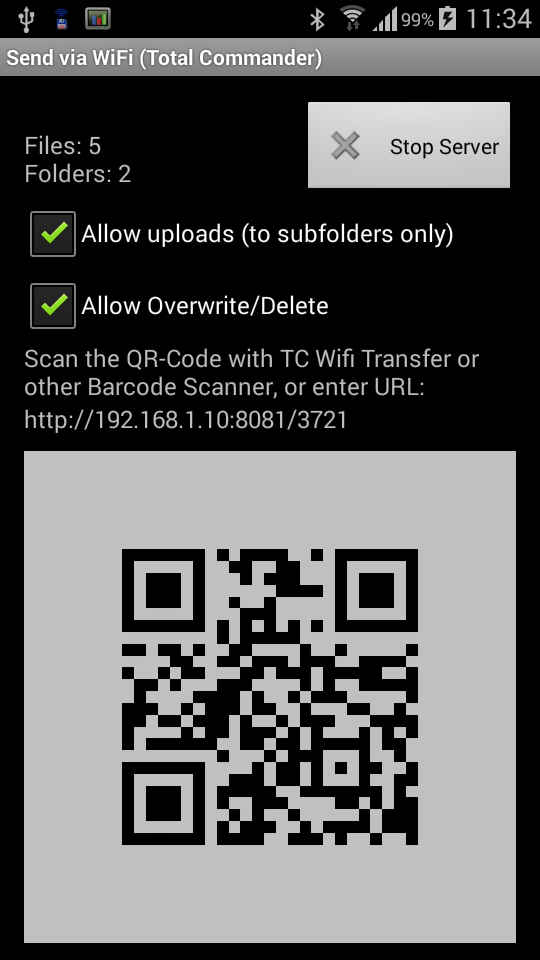 99% 11:34
Send via WiFi (Total Commander)
Files: 5
Folders: 2
Stop Server
Allow uploads (to subfolders only)
Allow Overwrite/Delete
Scan the QR-Code with TC Wifi Transfer or
other Barcode Scanner, or enter URL:
http://192.168.1.10:8081/3721